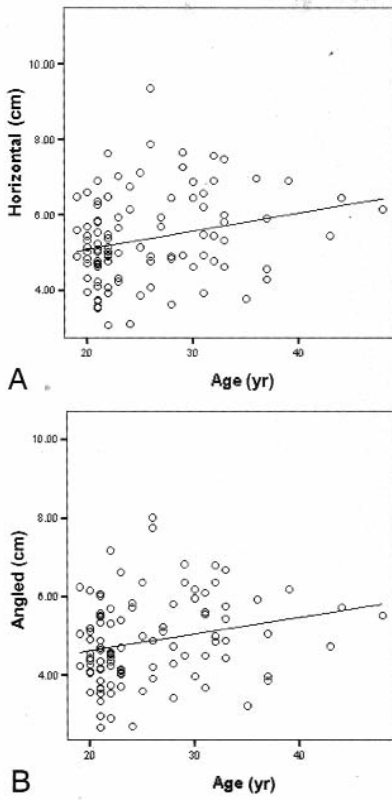 10.00
8.00
6.00
4.00
Horizontal (cm)
20 30 40
Age (yr)
A
10.00
8.00
6.00
4.00
Angled (cm)
20 30 40
Age (yr)
B